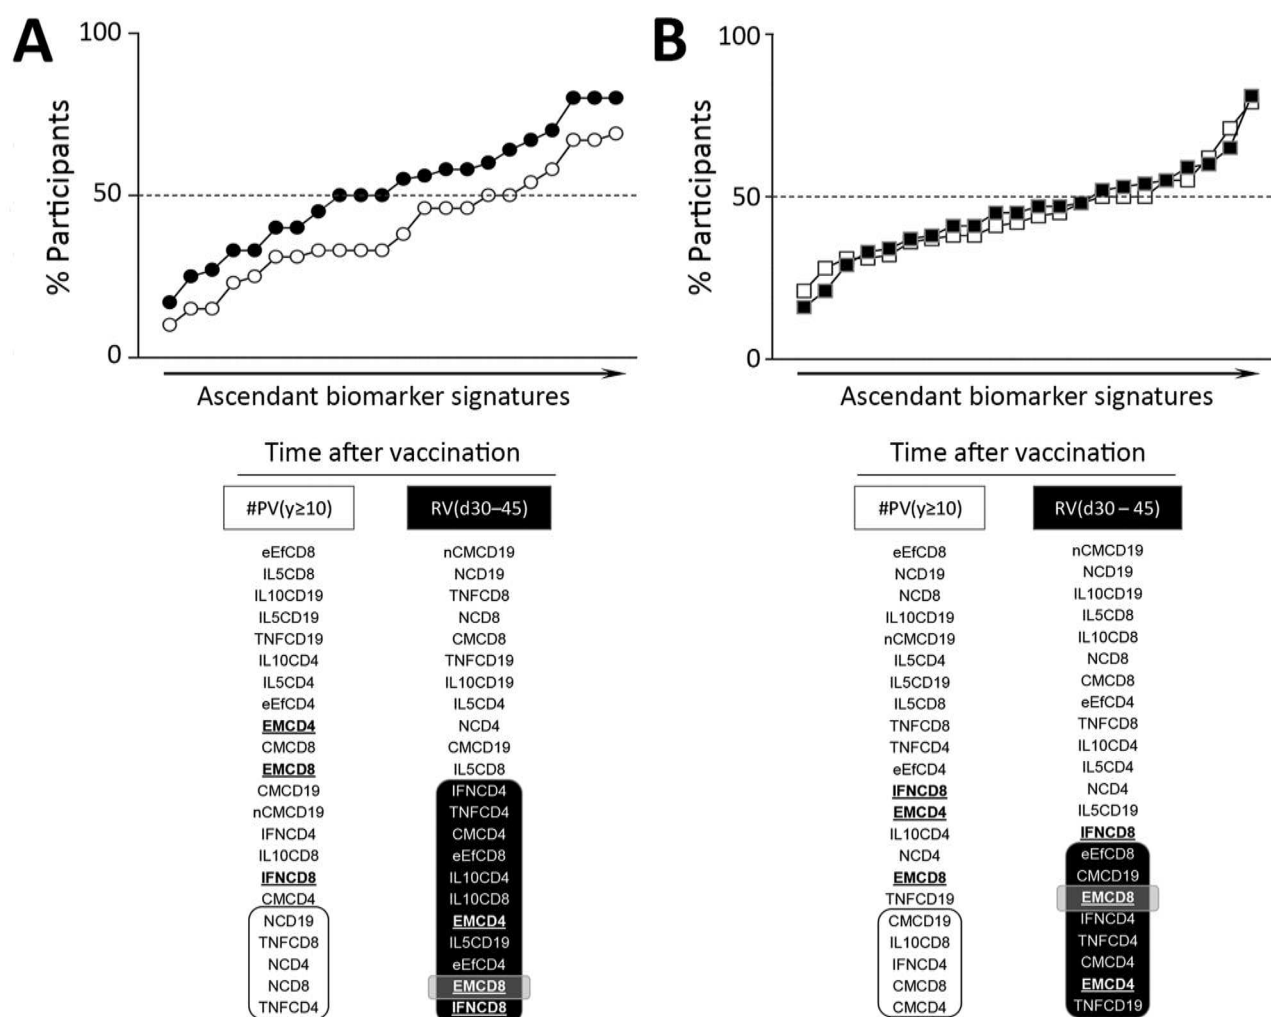 A
100
50
0
% Participants
Ascendant biomarker signatures
Time after vaccination
#PV(y≥10)
eEfCD8
IL5CD8
IL10CD19
IL5CD19
TNFCD19
IL10CD4
IL5CD4
eEfCD4
EMCD4
CMCD8
EMCD8
CMCD19
nCMCD19
IFNCD4
IL10CD8
IFNCD8
CMCD4
NCD19
TNFCD8
NCD4
NCD8
TNFCD4
RV(d30–45)
nCMCD19
NCD19
TNFCD8
NCD8
CMCD8
TNFCD19
IL10CD19
IL5CD4
NCD4
CMCD19
IL5CD8
IFNCD4
TNFCD4
CMCD4
eEfCD8
IL10CD4
IL10CD8
EMCD4
IL5CD19
eEfCD4
EMCD8
IFNCD8
B
100
50
0
% Participants
Ascendant biomarker signatures
Time after vaccination
#PV(y≥10)
eEfCD8
NCD19
NCD8
IL10CD19
nCMCD19
IL5CD4
IL5CD19
IL5CD8
TNFCD8
TNFCD4
eEfCD4
IFNCD8
EMCD4
IL10CD4
NCD4
EMCD8
TNFCD19
CMCD19
IL10CD8
IFNCD4
CMCD8
CMCD4
RV(d30 – 45)
nCMCD19
NCD19
IL10CD19
IL5CD8
IL10CD8
NCD8
CMCD8
eEfCD4
TNFCD8
IL10CD4
IL5CD4
NCD4
IL5CD19
IFNCD8
eEfCD8
CMCD19
EMCD8
IFNCD4
TNFCD4
CMCD4
EMCD4
TNFCD19